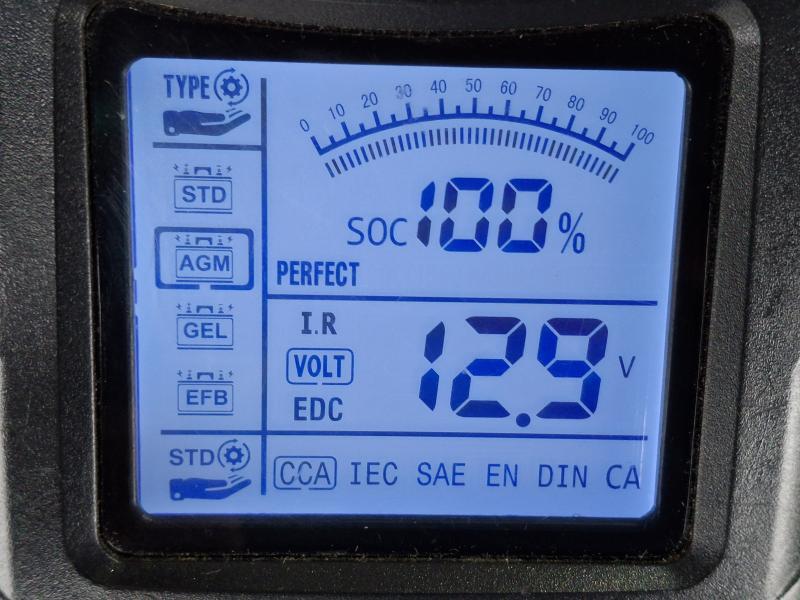 TYPE
0 10 20 30 40 50 60 70 80 90 100
STD
SOC 100 %
AGM
PERFECT
GEL
I.R
VOLT
12.9 V
EFB
EDC
STD
CCA IEC SAE EN DIN CA